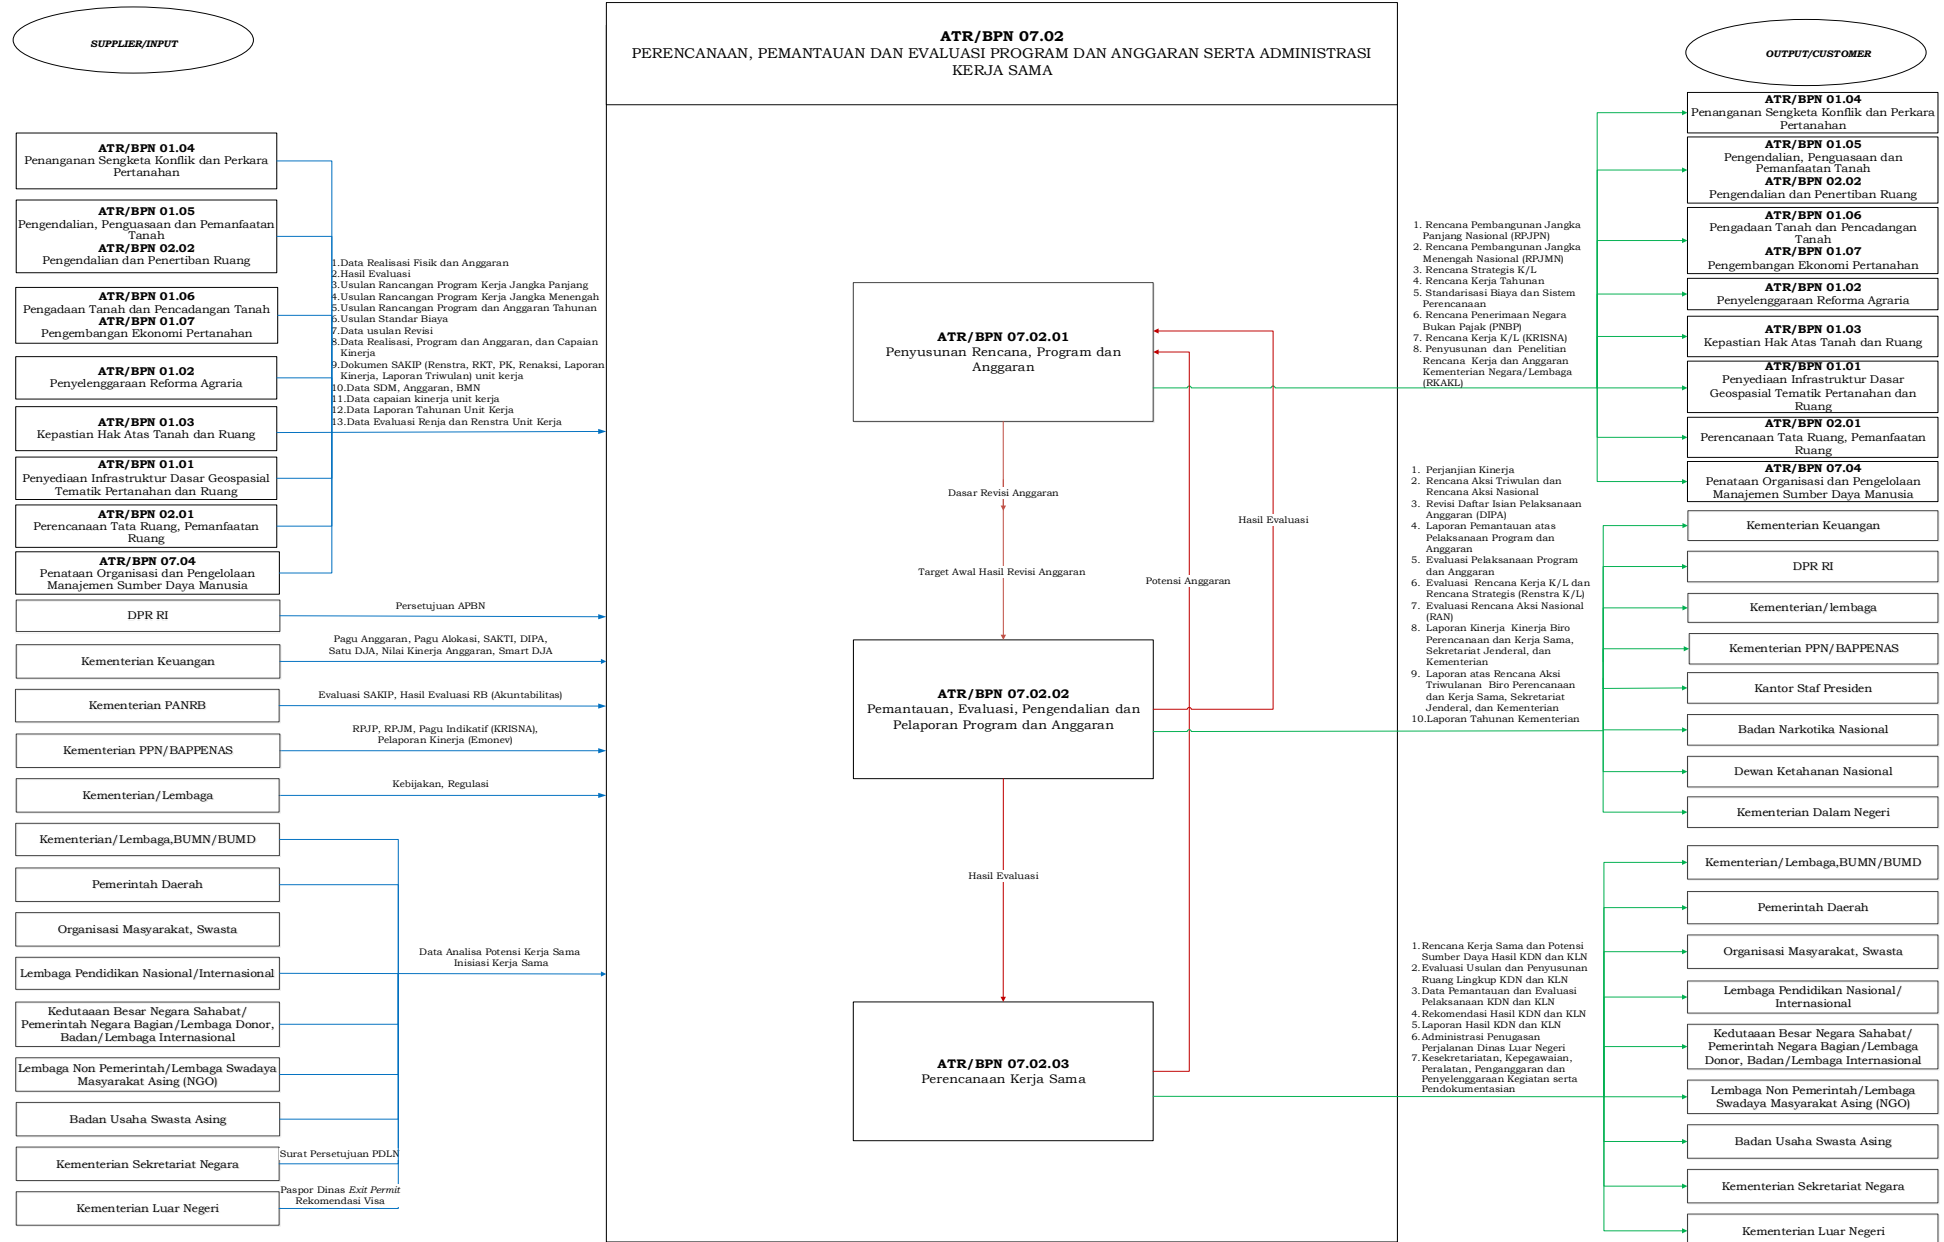 SUPPLIER/INPUT
ATR/BPN 07.02
PERENCANAAN, PEMANTAUAN DAN EVALUASI PROGRAM DAN ANGGARAN SERTA ADMINISTRASI
KERJA SAMA
OUTPUT/CUSTOMER
ATR/BPN 01.04
Penanganan Sengketa Konflik dan Perkara
Pertanahan
ATR/BPN 01.05
Pengendalian, Penguasaan dan Pemanfaatan
Tanah
ATR/BPN 02.02
Pengendalian dan Penertiban Ruang
ATR/BPN 01.06
Pengadaan Tanah dan Pencadangan Tanah
ATR/BPN 01.07
Pengembangan Ekonomi Pertanahan
ATR/BPN 01.02
Penyelenggaraan Reforma Agraria
ATR/BPN 01.03
Kepastian Hak Atas Tanah dan Ruang
ATR/BPN 01.01
Penyediaan Infrastruktur Dasar Geospasial
Tematik Pertanahan dan Ruang
ATR/BPN 02.01
Perencanaan Tata Ruang, Pemanfaatan
Ruang
ATR/BPN 07.04
Penataan Organisasi dan Pengelolaan
Manajemen Sumber Daya Manusia
DPR RI
Kementerian Keuangan
Kementerian PANRB
Kementerian PPN/BAPPENAS
Kementerian/Lembaga
Kementerian/Lembaga,BUMN/BUMD
Pemerintah Daerah
Organisasi Masyarakat, Swasta
Lembaga Pendidikan Nasional/Internasional
Kedutaaan Besar Negara Sahabat/
Pemerintah Negara Bagian/Lembaga Donor,
Badan/Lembaga Internasional
Lembaga Non Pemerintah/Lembaga Swadaya
Masyarakat Asing (NGO)
Badan Usaha Swasta Asing
Kementerian Sekretariat Negara
Kementerian Luar Negeri
1.Data Realisasi Fisik dan Anggaran
2.Hasil Evaluasi
3.Usulan Rancangan Program Kerja Jangka Panjang
4.Usulan Rancangan Program Kerja Jangka Menengah
5.Usulan Rancangan Program dan Anggaran Tahunan
6.Usulan Standar Biaya
7.Data usulan Revisi
8.Data Realisasi, Program dan Anggaran, dan Capaian
Kinerja
9.Dokumen SAKIP (Renstra, RKT, PK, Renaksi, Laporan
Kinerja, Laporan Triwulan) unit kerja
10.Data SDM, Anggaran, BMN
11.Data capaian kinerja unit kerja
12.Data Laporan Tahunan Unit Kerja
13.Data Evaluasi Renja dan Renstra Unit Kerja
Persetujuan APBN
Pagu Anggaran, Pagu Alokasi, SAKTI, DIPA,
Satu DJA, Nilai Kinerja Anggaran, Smart DJA
Evaluasi SAKIP, Hasil Evaluasi RB (Akuntabilitas)
RPJP, RPJM, Pagu Indikatif (KRISNA),
Pelaporan Kinerja (Emonev)
Kebijakan, Regulasi
Data Analisa Potensi Kerja Sama
Inisiasi Kerja Sama
Surat Persetujuan PDLN
Paspor Dinas Exit Permit
Rekomendasi Visa
ATR/BPN 07.02.01
Penyusunan Rencana, Program dan
Anggaran
Dasar Revisi Anggaran
Target Awal Hasil Revisi Anggaran
Hasil Evaluasi
Potensi Anggaran
ATR/BPN 07.02.02
Pemantauan, Evaluasi, Pengendalian dan
Pelaporan Program dan Anggaran
Hasil Evaluasi
ATR/BPN 07.02.03
Perencanaan Kerja Sama
1. Rencana Pembangunan Jangka
Panjang Nasional (RPJPN)
2. Rencana Pembangunan Jangka
Menengah Nasional (RPJMN)
3. Rencana Strategis K/L
4. Rencana Kerja Tahunan
5. Standarisasi Biaya dan Sistem
Perencanaan
6. Rencana Penerimaan Negara
Bukan Pajak (PNBP)
7. Rencana Kerja K/L (KRISNA)
8. Penyusunan dan Penelitian
Rencana Kerja dan Anggaran
Kementerian Negara/Lembaga
(RKAKL)
1. Perjanjian Kinerja
2. Rencana Aksi Triwulan dan
Rencana Aksi Nasional
3. Revisi Daftar Isian Pelaksanaan
Anggaran (DIPA)
4. Laporan Pemantauan atas
Pelaksanaan Program dan
Anggaran
5. Evaluasi Pelaksanaan Program
dan Anggaran
6. Evaluasi Rencana Kerja K/L dan
Rencana Strategis (Renstra K/L)
7. Evaluasi Rencana Aksi Nasional
(RAN)
8. Laporan Kinerja Kinerja Biro
Perencanaan dan Kerja Sama,
Sekretariat Jenderal, dan
Kementerian
9. Laporan atas Rencana Aksi
Triwulanan Biro Perencanaan
dan Kerja Sama, Sekretariat
Jenderal, dan Kementerian
10.Laporan Tahunan Kementerian
1.Rencana Kerja Sama dan Potensi
Sumber Daya Hasil KDN dan KLN
2.Evaluasi Usulan dan Penyusunan
Ruang Lingkup KDN dan KLN
3.Data Pemantauan dan Evaluasi
Pelaksanaan KDN dan KLN
4.Rekomendasi Hasil KDN dan KLN
5.Laporan Hasil KDN dan KLN
6.Administrasi Penugasan
Perjalanan Dinas Luar Negeri
7.Kesekretariatan, Kepegawaian,
Peralatan, Penganggaran dan
Penyelenggaraan Kegiatan serta
Pendokumentasian
ATR/BPN 01.04
Penanganan Sengketa Konflik dan Perkara
Pertanahan
ATR/BPN 01.05
Pengendalian, Penguasaan dan
Pemanfaatan Tanah
ATR/BPN 02.02
Pengendalian dan Penertiban Ruang
ATR/BPN 01.06
Pengadaan Tanah dan Pencadangan
Tanah
ATR/BPN 01.07
Pengembangan Ekonomi Pertanahan
ATR/BPN 01.02
Penyelenggaraan Reforma Agraria
ATR/BPN 01.03
Kepastian Hak Atas Tanah dan Ruang
ATR/BPN 01.01
Penyediaan Infrastruktur Dasar
Geospasial Tematik Pertanahan dan
Ruang
ATR/BPN 02.01
Perencanaan Tata Ruang, Pemanfaatan
Ruang
ATR/BPN 07.04
Penataan Organisasi dan Pengelolaan
Manajemen Sumber Daya Manusia
Kementerian Keuangan
DPR RI
Kementerian/lembaga
Kementerian PPN/BAPPENAS
Kantor Staf Presiden
Badan Narkotika Nasional
Dewan Ketahanan Nasional
Kementerian Dalam Negeri
Kementerian/Lembaga,BUMN/BUMD
Pemerintah Daerah
Organisasi Masyarakat, Swasta
Lembaga Pendidikan Nasional/
Internasional
Kedutaaan Besar Negara Sahabat/
Pemerintah Negara Bagian/Lembaga
Donor, Badan/Lembaga Internasional
Lembaga Non Pemerintah/Lembaga
Swadaya Masyarakat Asing (NGO)
Badan Usaha Swasta Asing
Kementerian Sekretariat Negara
Kementerian Luar Negeri